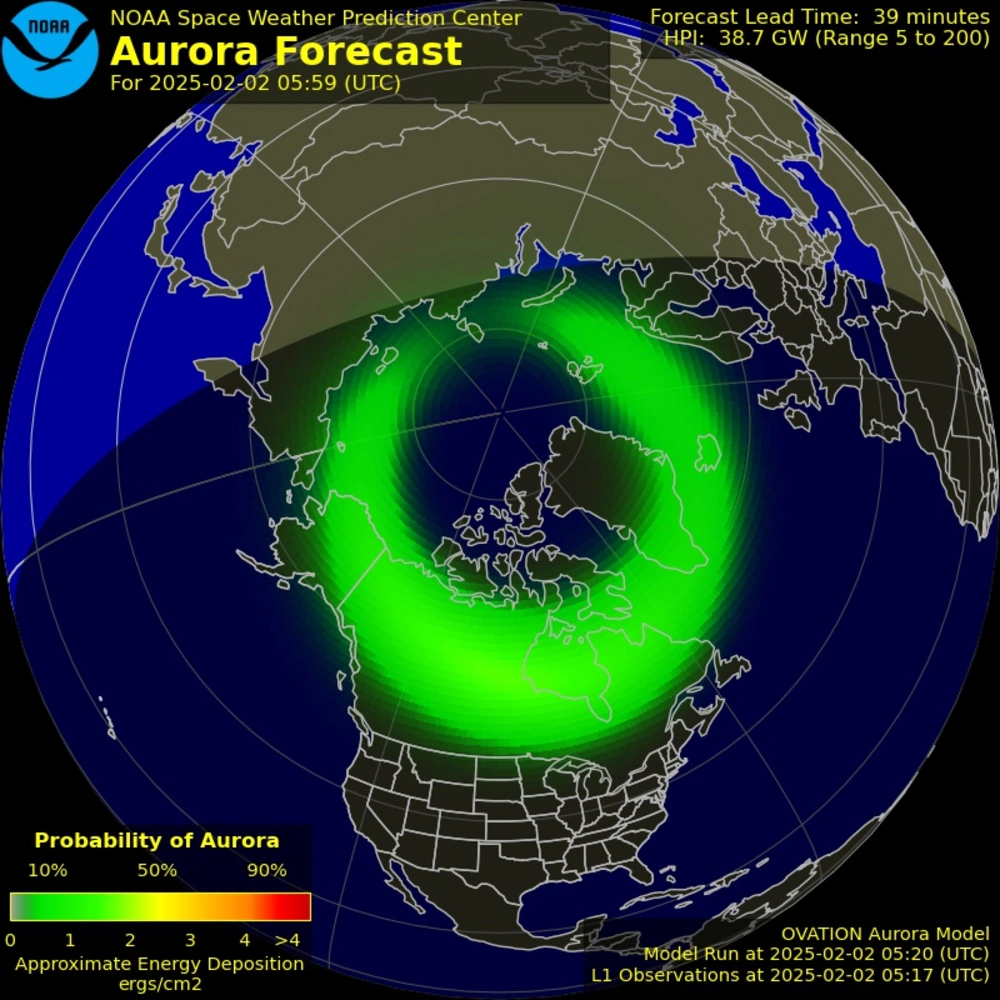 NOAA
NOAA Space Weather Prediction Center
Aurora Forecast
For 2025-02-02 05:59 (UTC)
Forecast Lead Time: 39 minutes
HPI: 38.7 GW (Range 5 to 200)
Probability of Aurora
10% 50% 90%
0 1 2 3 4 >4
Approximate Energy Deposition
ergs/cm2
OVATION Aurora Model
Model Run at 2025-02-02 05:20 (UTC)
L1 Observations at 2025-02-02 05:17 (UTC)